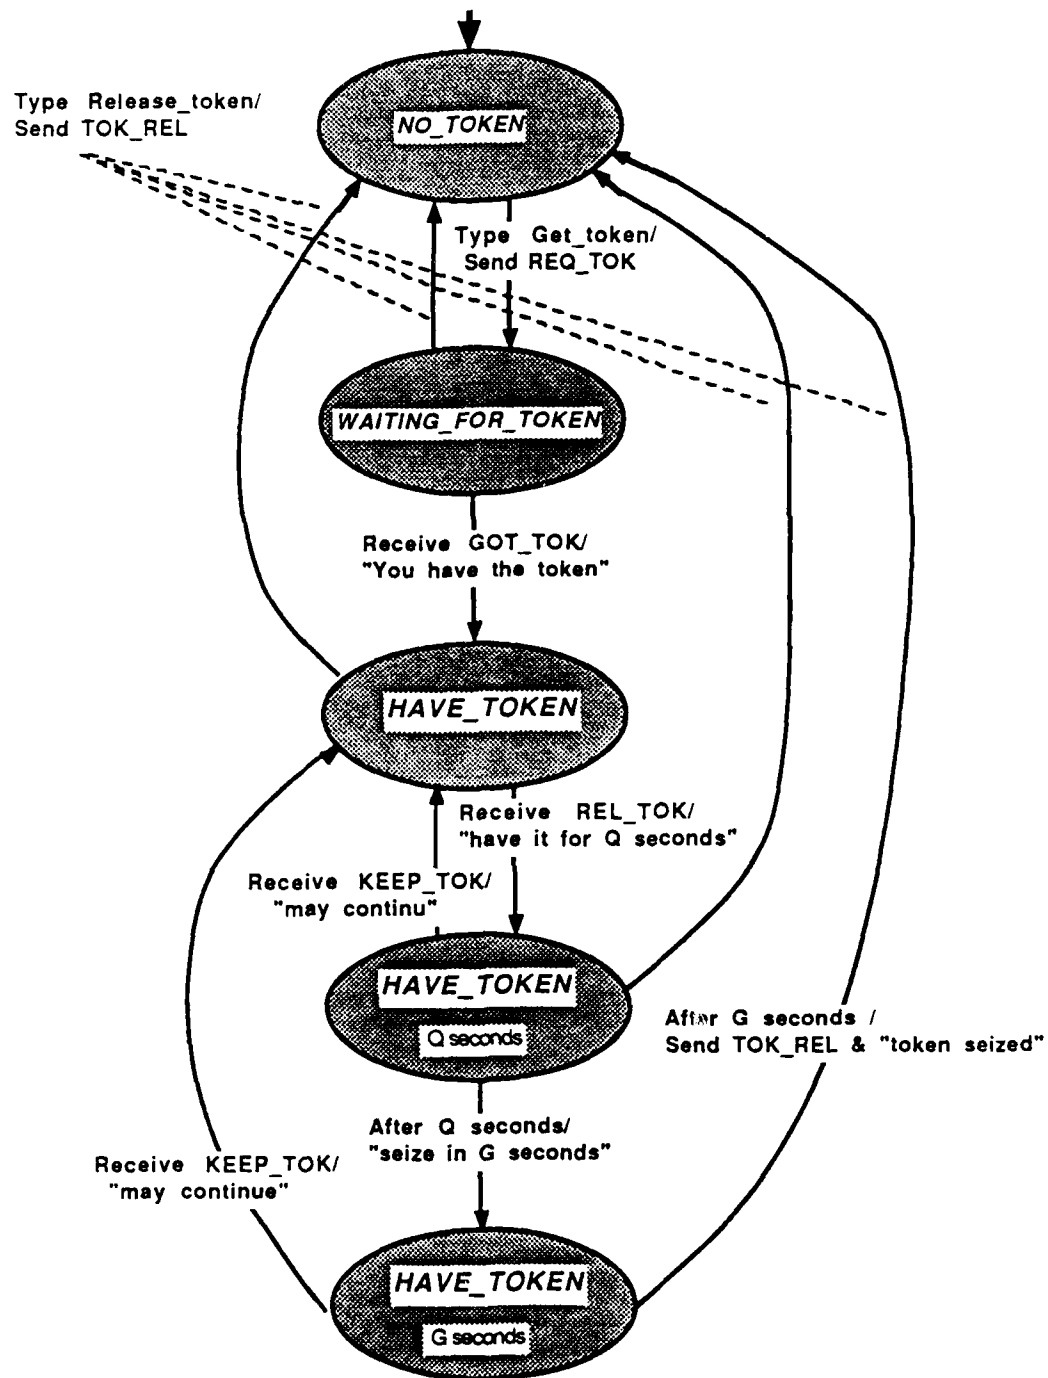 Type Release_token/
Send TOK_REL
NO_TOKEN
Type Get_token/
Send REQ_TOK
WAITING_FOR_TOKEN
Receive GOT_TOK/
"You have the token"
HAVE_TOKEN
Receive REL_TOK/
"have it for Q seconds"
Receive KEEP_TOK/
"may continu"
HAVE_TOKEN
Q seconds
After G seconds /
Send TOK_REL & "token seized"
After Q seconds/
"seize in G seconds"
Receive KEEP_TOK/
"may continue"
HAVE_TOKEN
G seconds